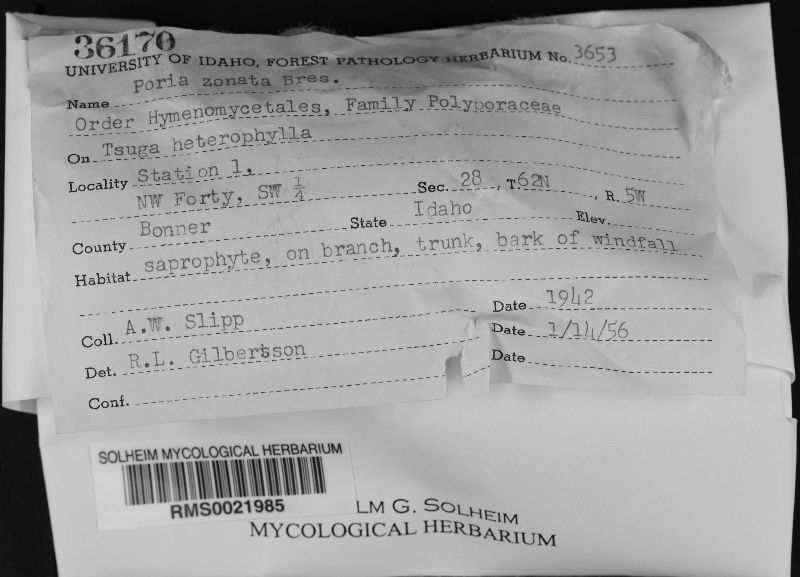 36170
UNIVERSITY OF IDAHO, FOREST PATHOLOGY HERBARIUM No. 3653
Name Poria zonata Bres.
Order Hymenomycetales, Family Polyporaceae
On Tsuga heterophylla
Locality Station 1,
NW Forty, SW 1/4 Sec. 28, T 62N, R. 5W
County Bonner State Idaho Elev.
Habitat saprophyte, on branch, trunk, bark of windfall
Coll. A.W. Slipp Date 1942
Det. R.L. Gilbertson Date 1/14/56
Conf. Date
SOLHEIM MYCOLOGICAL HERBARIUM
RMS0021985
LM G. SOLHEIM
MYCOLOGICAL HERBARIUM